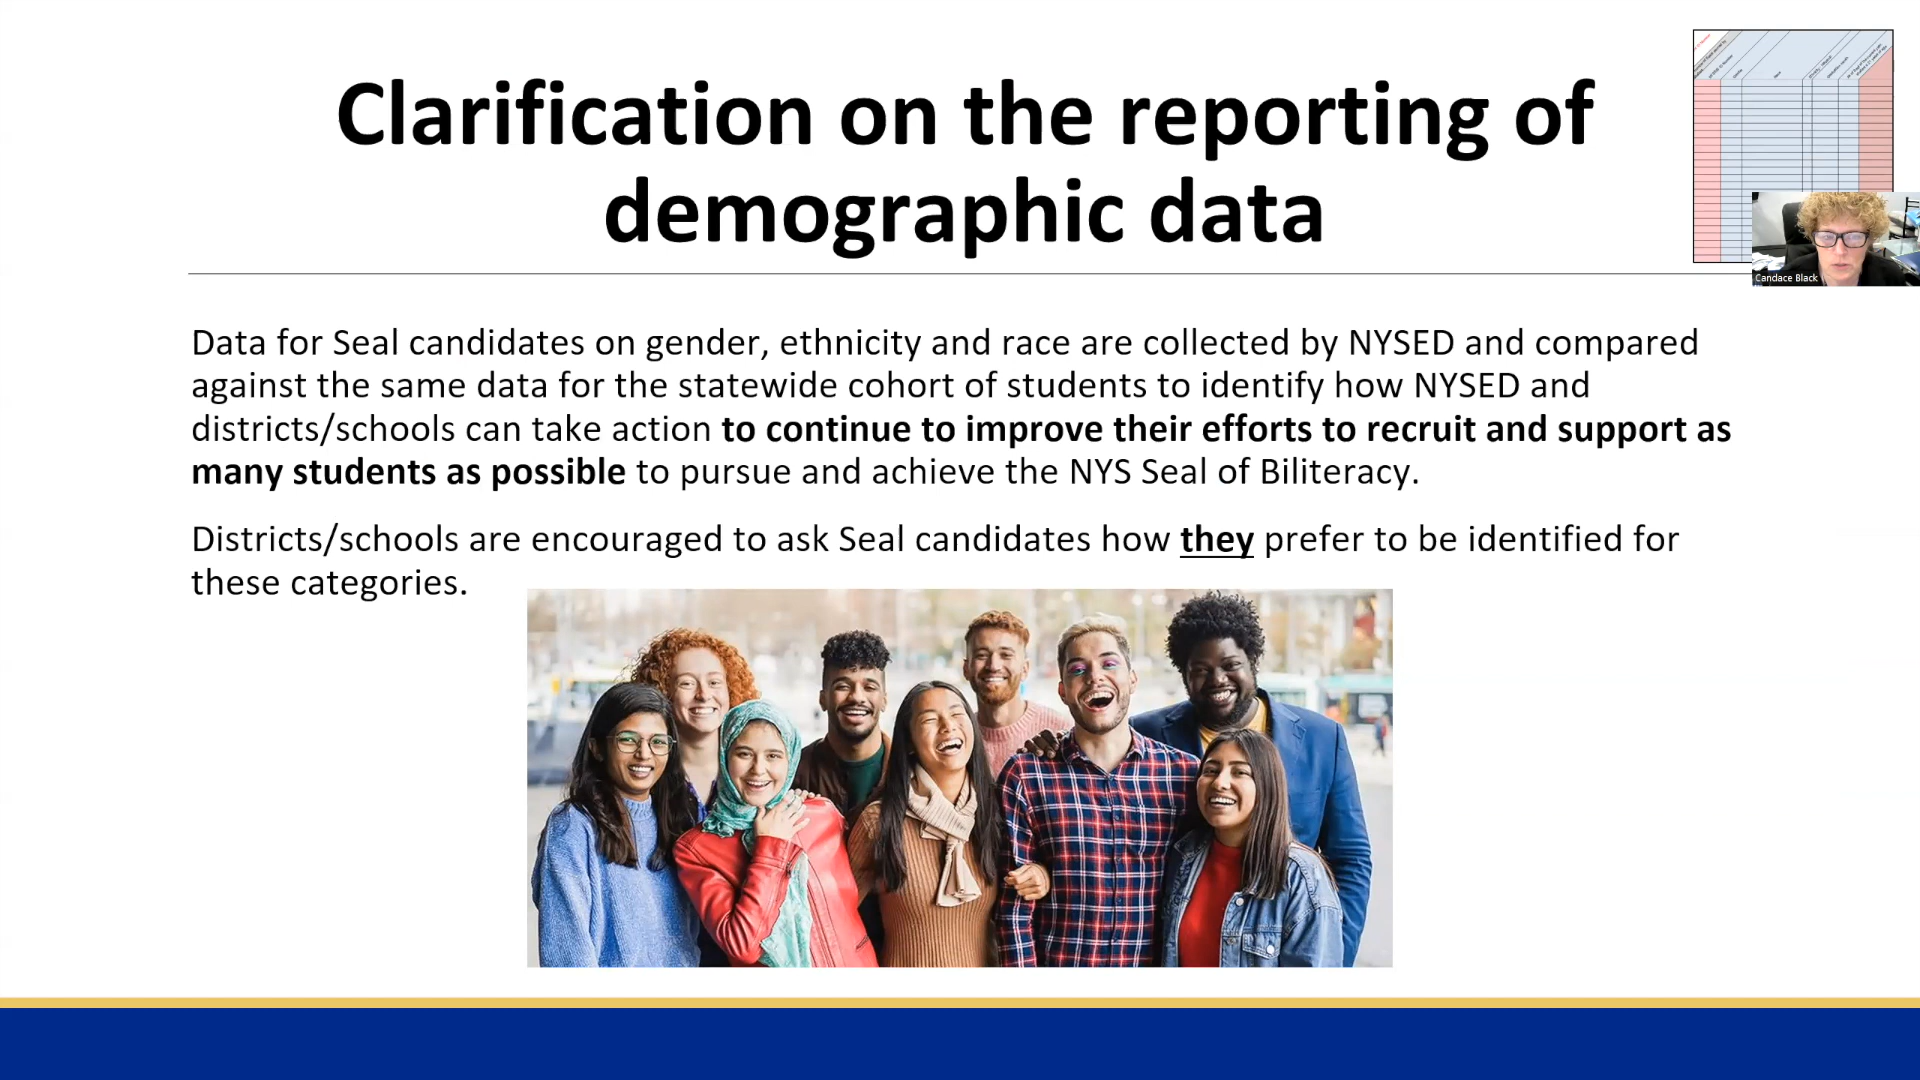 Clarification on the reporting of
demographic data
Candace Black
Data for Seal candidates on gender, ethnicity and race are collected by NYSED and compared
against the same data for the statewide cohort of students to identify how NYSED and
districts/schools can take action to continue to improve their efforts to recruit and support as
many students as possible to pursue and achieve the NYS Seal of Biliteracy.
Districts/schools are encouraged to ask Seal candidates how they prefer to be identified for
these categories.